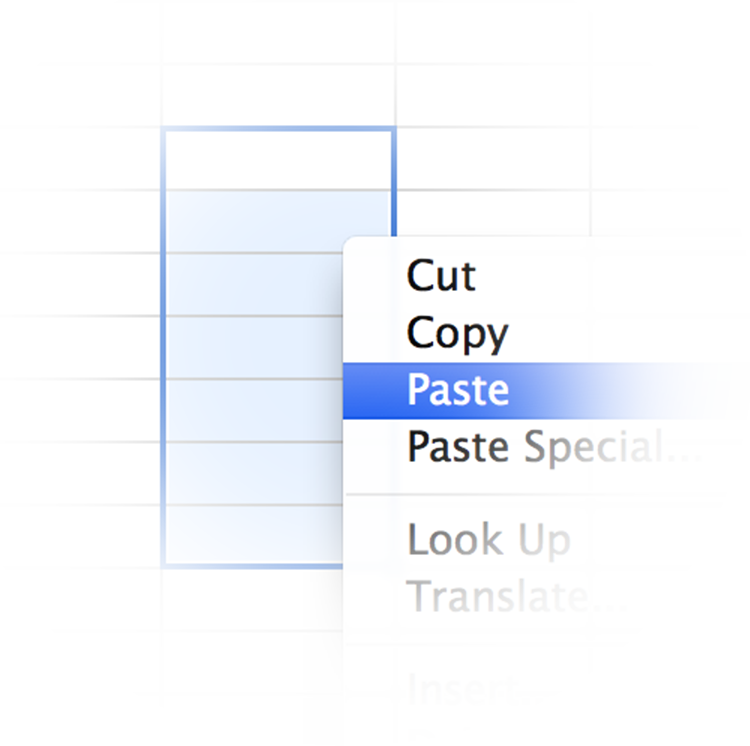 Cut
Copy
Paste
Paste Special...
Look Up
Translate...
Insert...